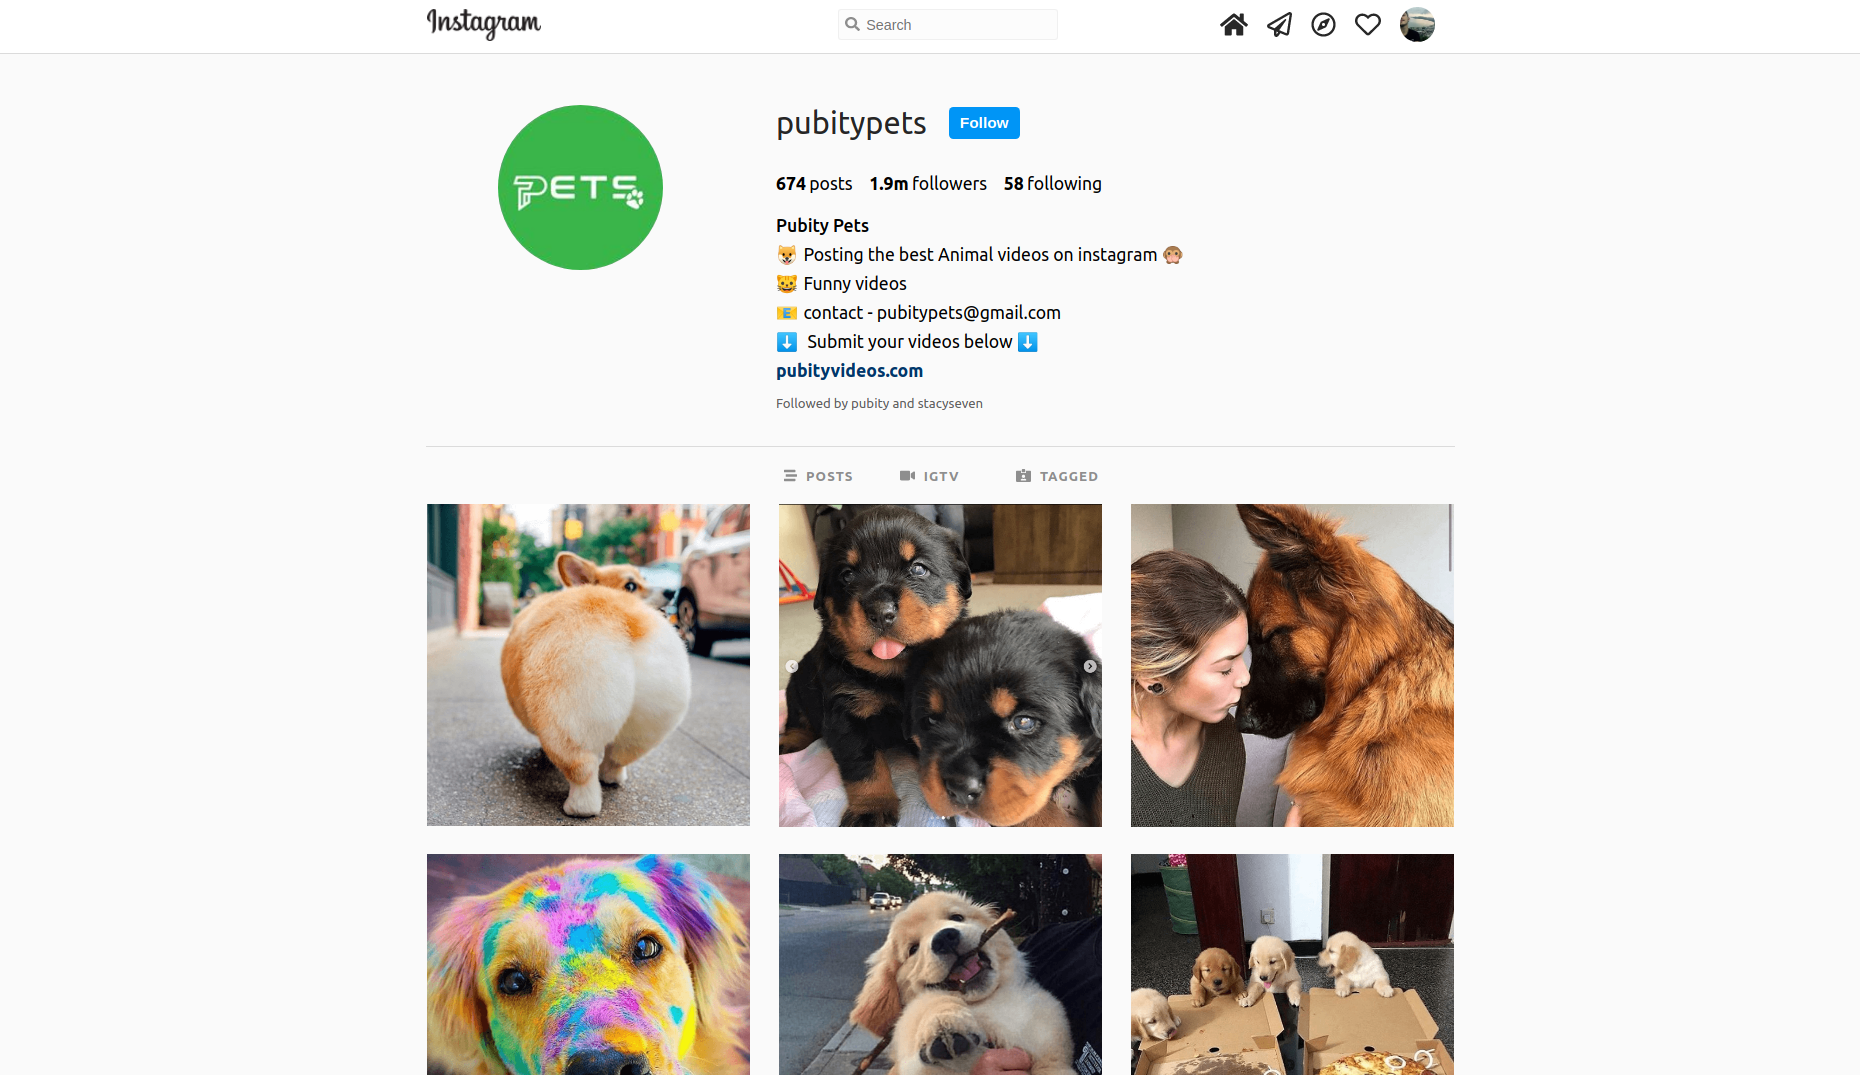 Instagram
Search
PETS
pubitypets Follow
674 posts 1.9m followers 58 following
Pubity Pets
🐶 Posting the best Animal videos on instagram 🐵
😺 Funny videos
📧 contact - pubitypets@gmail.com
⬇️ Submit your videos below ⬇️
pubityvideos.com
Followed by pubity and stacyseven
POSTS IGTV TAGGED